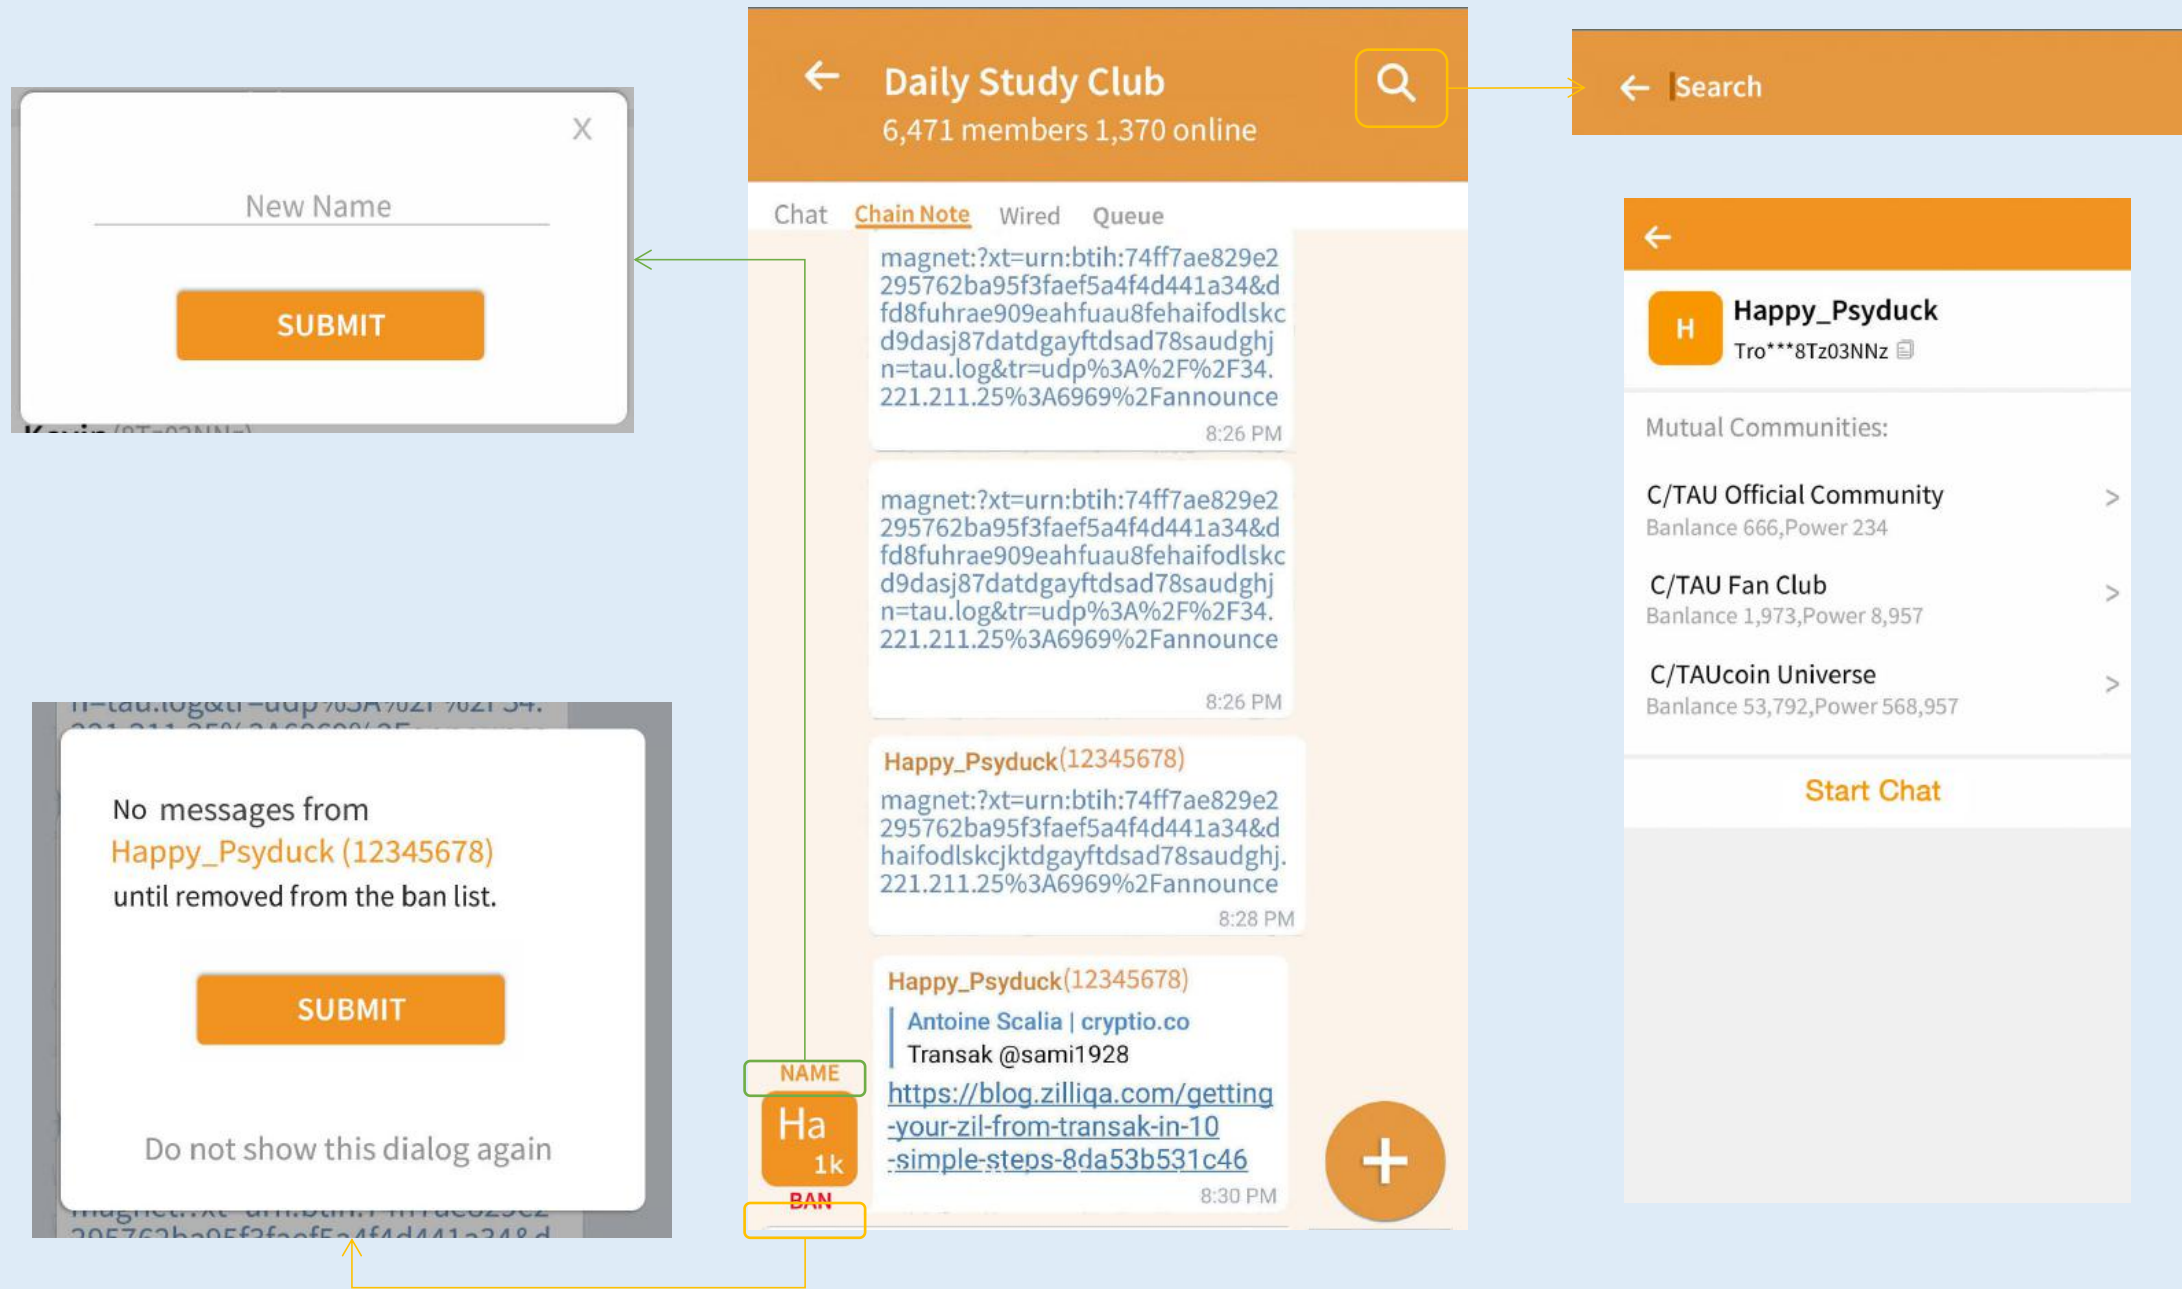 X
New Name
SUBMIT
No messages from
Happy_Psyduck (12345678)
until removed from the ban list.
SUBMIT
Do not show this dialog again
Daily Study Club
6,471 members 1,370 online
Chat Chain Note Wired Queue
magnet:?xt=urn:btih:74ff7ae829e2
295762ba95f3faef5a4f4d441a34&d
fd8fuhrae909eahfuau8fehaifodlskc
d9dasj87datdgayftdsad78saudghj
n=tau.log&tr=udp%3A%2F%2F34.
221.211.25%3A6969%2Fannounce
8:26 PM
magnet:?xt=urn:btih:74ff7ae829e2
295762ba95f3faef5a4f4d441a34&d
fd8fuhrae909eahfuau8fehaifodlskc
d9dasj87datdgayftdsad78saudghj
n=tau.log&tr=udp%3A%2F%2F34.
221.211.25%3A6969%2Fannounce
8:26 PM
Happy_Psyduck(12345678)
magnet:?xt=urn:btih:74ff7ae829e2
295762ba95f3faef5a4f4d441a34&d
haifodlskcjktdgayftdsad78saudghj.
221.211.25%3A6969%2Fannounce
8:28 PM
Happy_Psyduck(12345678)
Antoine Scalia | cryptio.co
Transak @sami1928
https://blog.zilliqa.com/getting
-your-zil-from-transak-in-10
-simple-steps-8da53b531c46
8:30 PM
NAME
Ha
1k
BAN
Search
H
Happy_Psyduck
Tro***8Tz03NNz
Mutual Communities:
C/TAU Official Community
Banlance 666,Power 234
C/TAU Fan Club
Banlance 1,973,Power 8,957
C/TAUcoin Universe
Banlance 53,792,Power 568,957
Start Chat